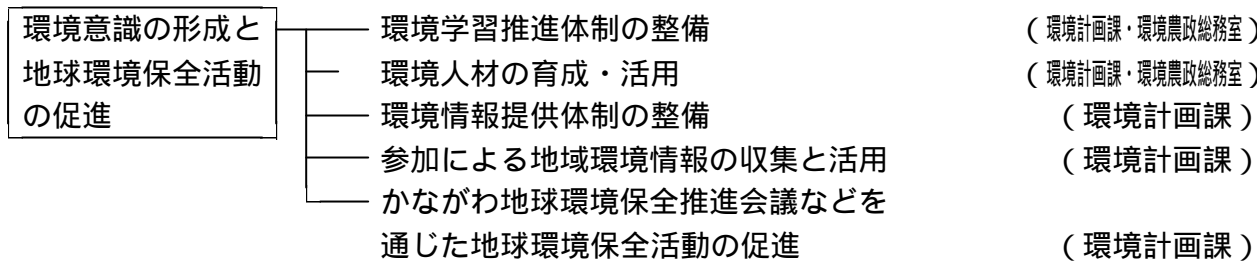 環境意識の形成と 環境学習推進体制の整備 (環境計画課・環境農政総務室)
地球環境保全活動 環境人材の育成・活用 (環境計画課・環境農政総務室)
の促進 環境情報提供体制の整備 (環境計画課)
参加による地域環境情報の収集と活用 (環境計画課)
かながわ地球環境保全推進会議などを
通じた地球環境保全活動の促進 (環境計画課)